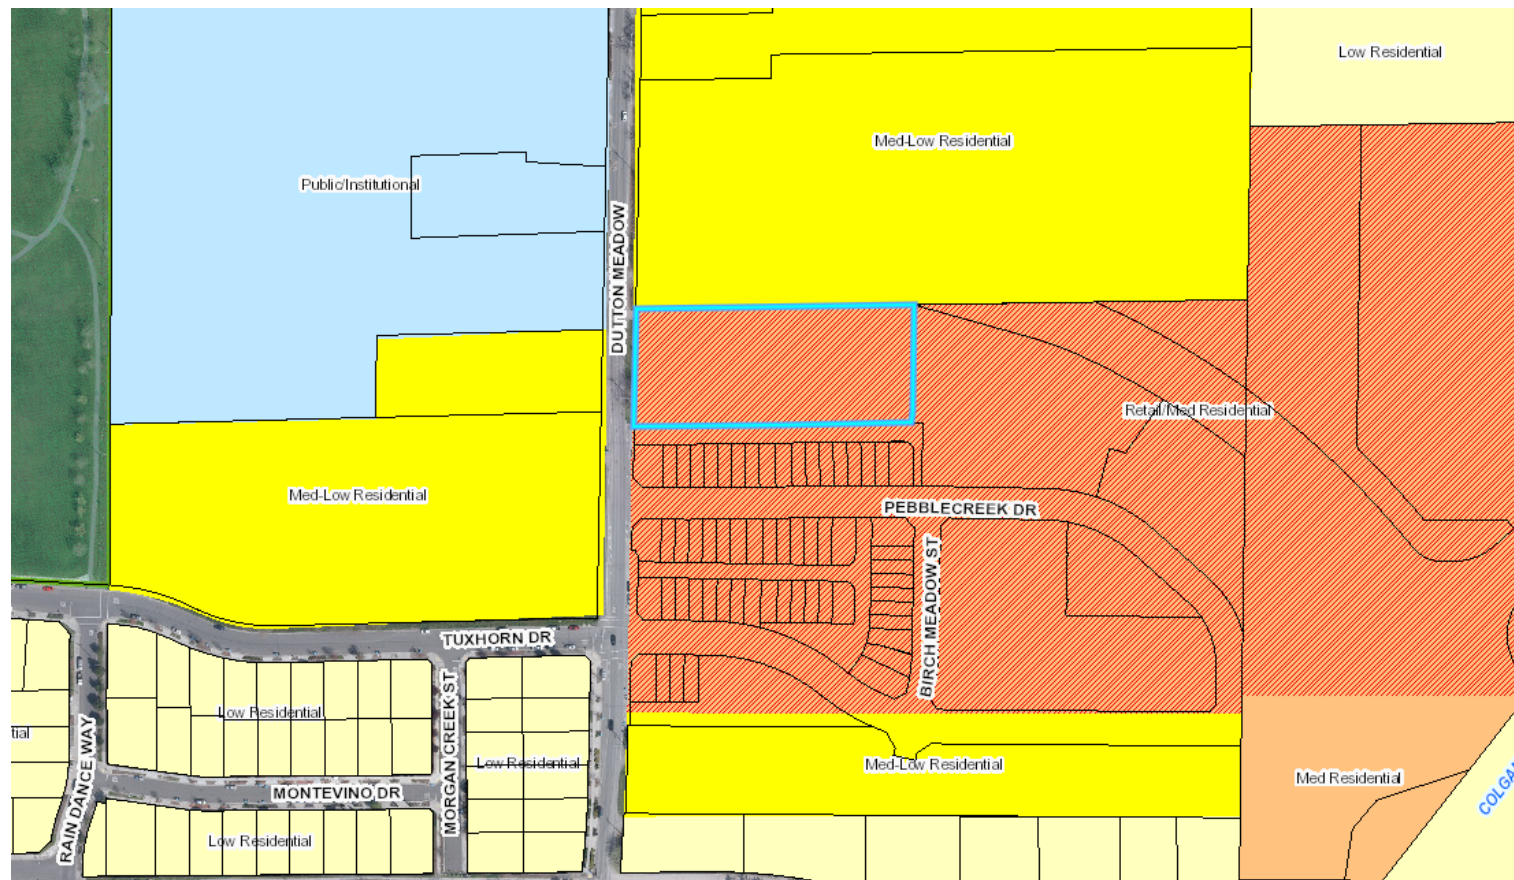 Low Residential
Med-Low Residential
Public/Institutional
DUTTON MEADOW
Retail/Med Residential
Med-Low Residential
PEBBLECREEK DR
BIRCH MEADOW ST
TUXHORN DR
MORGAN CREEK ST
Low Residential
tial
RAIN DANCE WAY
Low Residential
Med-Low Residential
Med Residential
COLGAN
MONTEVINO DR
Low Residential